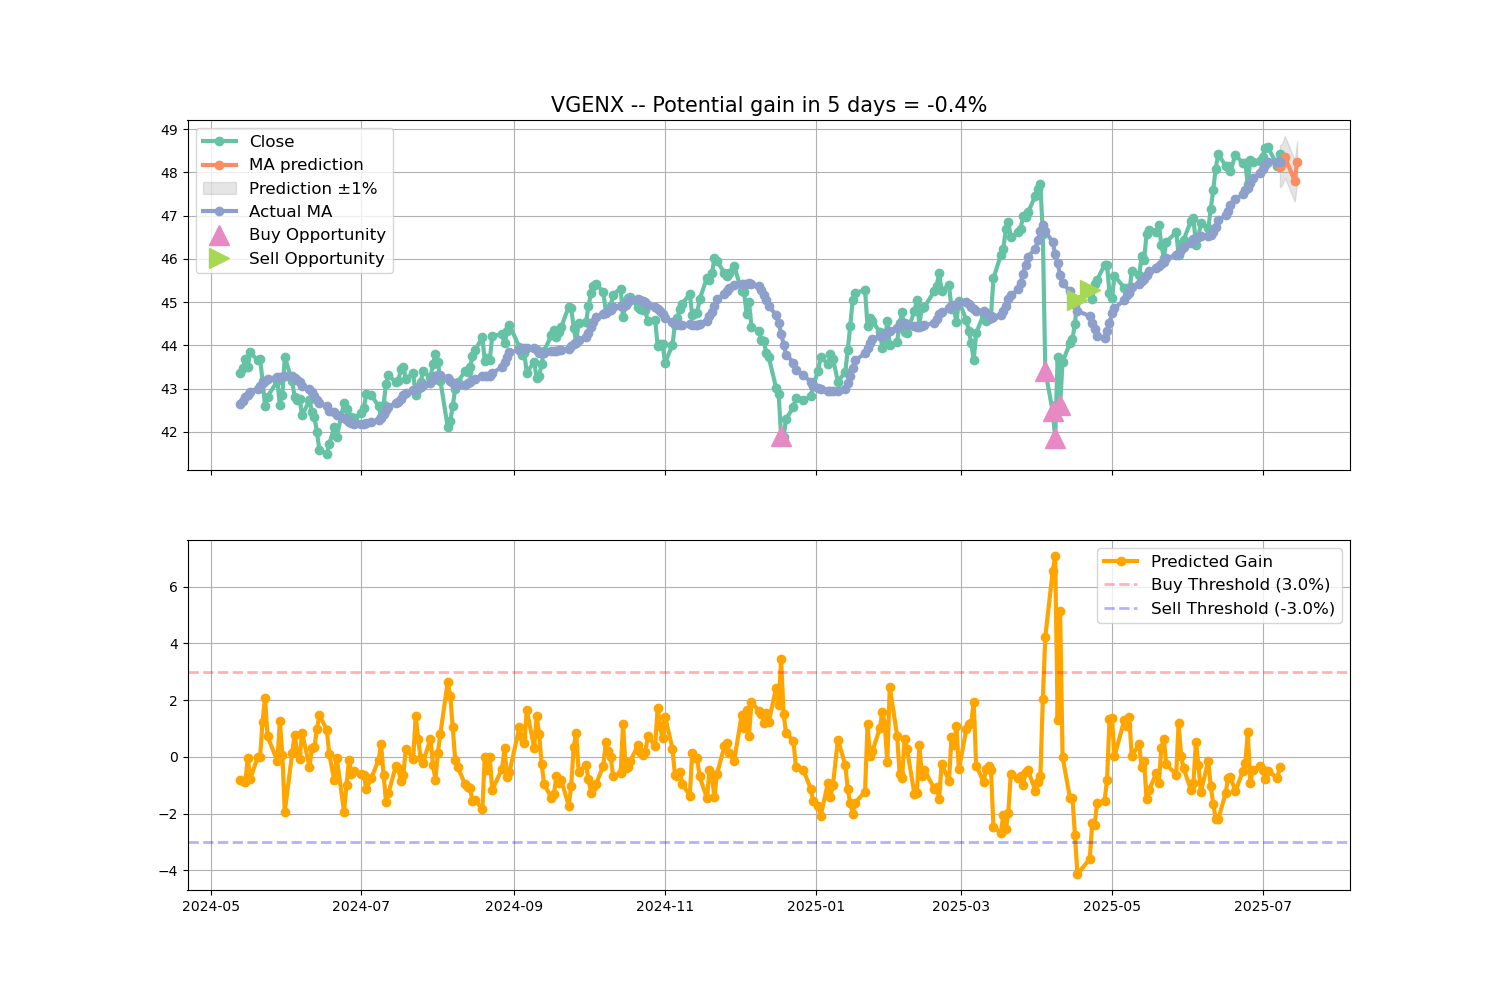 VGENX -- Potential gain in 5 days = -0.4%
49
48
47
46
45
44
43
42
Close
MA prediction
Prediction ±1%
Actual MA
Buy Opportunity
Sell Opportunity
6
4
2
0
−2
−4
Predicted Gain
Buy Threshold (3.0%)
Sell Threshold (-3.0%)
2024-05
2024-07
2024-09
2024-11
2025-01
2025-03
2025-05
2025-07